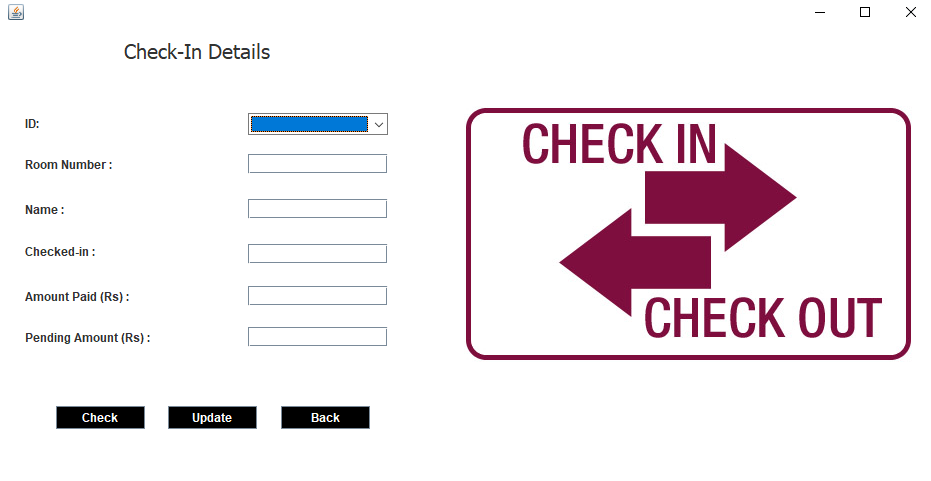 Check-In Details
ID:
Room Number :
Name :
Checked-in :
Amount Paid (Rs) :
Pending Amount (Rs) :
Check Update Back
CHECK IN
CHECK OUT